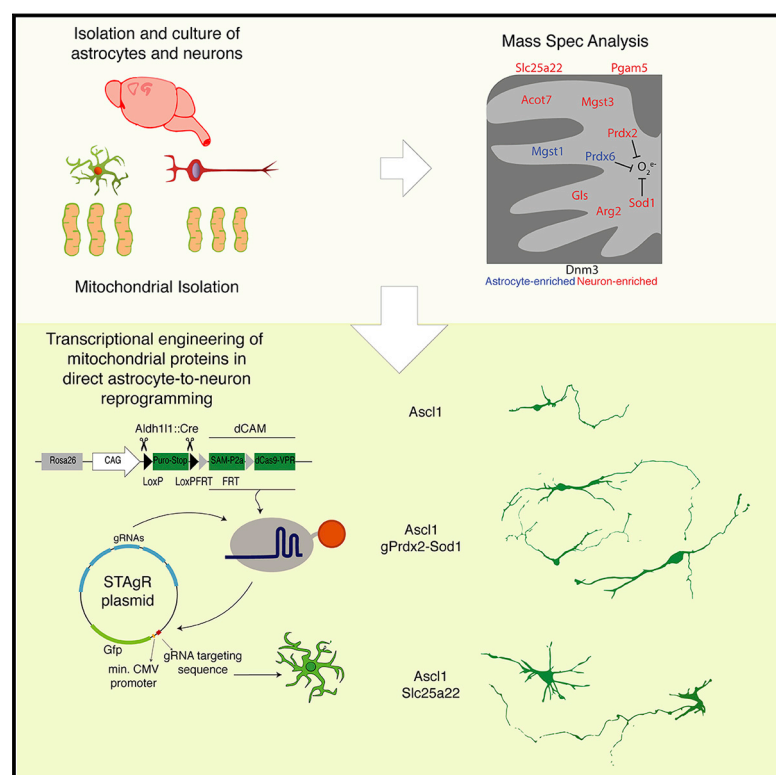 Isolation and culture of
astrocytes and neurons
Mitochondrial Isolation
Mass Spec Analysis
Slc25a22 Pgam5
Acot7 Mgst3
Prdx2
Mgst1 Prdx6 O₂ᵉ⁻
Gls
Arg2 Sod1
Dnm3
Astrocyte-enriched Neuron-enriched
Transcriptional engineering of
mitochondrial proteins in
direct astrocyte-to-neuron
reprogramming
Aldh1l1::Cre dCAM
Rosa26 CAG Puro-Stop SAM-P2a dCas9-VPR
LoxP LoxPFRT FRT
gRNAs
STAgR
plasmid
Gfp
min. CMV
promoter
gRNA targeting
sequence
Ascl1
Ascl1
gPrdx2-Sod1
Ascl1
Slc25a22